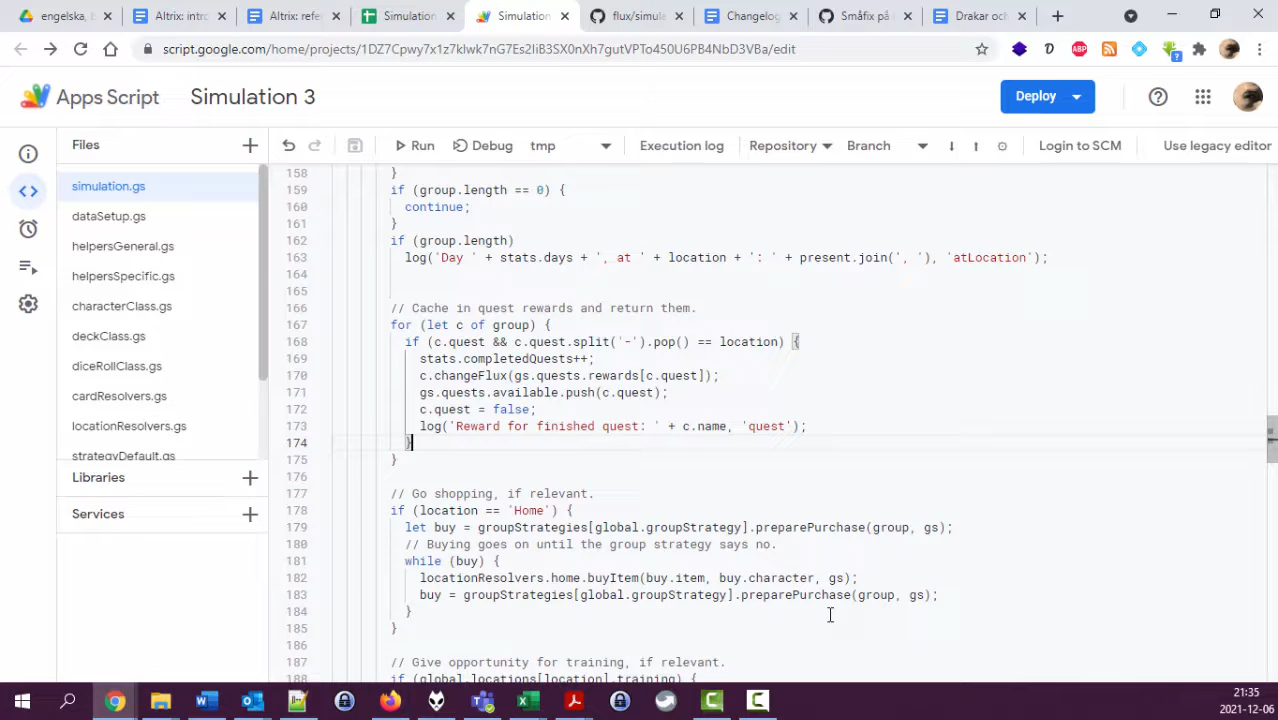 engelska,
Altrix: intro
Altrix: refe
Simulation
Simulation
flux/simule
Changelog
Småfix på
Drakar och
script.google.com/home/projects/1DZ7Cpwy7x1z7klwk7nG7Es2IiB3SX0nXh7gutVPTo450U6PB4NbD3VBa/edit
Apps Script
Simulation 3
Deploy
Files
Run
Debug
tmp
Execution log
Repository
Branch
Login to SCM
Use legacy editor
simulation.gs
dataSetup.gs
helpersGeneral.gs
helpersSpecific.gs
characterClass.gs
deckClass.gs
diceRollClass.gs
cardResolvers.gs
locationResolvers.gs
strategyDefault.gs
Libraries
Services
158 }
159 if (group.length == 0) {
160 continue;
161 }
162 if (group.length)
163 log('Day ' + stats.days + ', at ' + location + ': ' + present.join(', '), 'atLocation');
164
165
166 // Cache in quest rewards and return them.
167 for (let c of group) {
168 if (c.quest && c.quest.split('-').pop() == location) {
169 stats.completedQuests++;
170 c.changeFlux(gs.quests.rewards[c.quest]);
171 gs.quests.available.push(c.quest);
172 c.quest = false;
173 log('Reward for finished quest: ' + c.name, 'quest');
174 }
175 }
176
177 // Go shopping, if relevant.
178 if (location == 'Home') {
179 let buy = groupStrategies[global.groupStrategy].preparePurchase(group, gs);
180 // Buying goes on until the group strategy says no.
181 while (buy) {
182 locationResolvers.home.buyItem(buy.item, buy.character, gs);
183 buy = groupStrategies[global.groupStrategy].preparePurchase(group, gs);
184 }
185 }
186
187 // Give opportunity for training, if relevant.
188 if (global.locations[location].training) {
21:35
2021-12-06